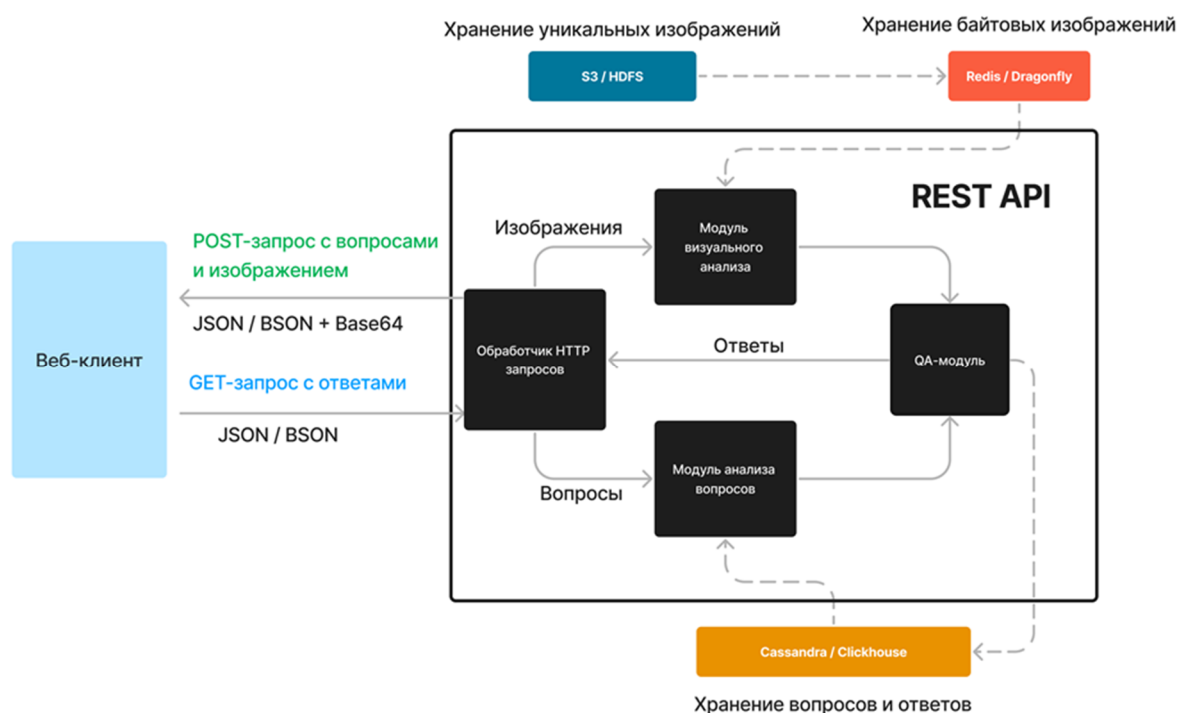 Хранение уникальных изображений
Хранение байтовых изображений
S3 / HDFS
Redis / Dragonfly
REST API
Изображения
Модуль
визуального
анализа
POST-запрос с вопросами
и изображением
JSON / BSON + Base64
Веб-клиент
GET-запрос с ответами
JSON / BSON
Обработчик HTTP
запросов
Ответы
QA-модуль
Вопросы
Модуль анализа
вопросов
Cassandra / Clickhouse
Хранение вопросов и ответов